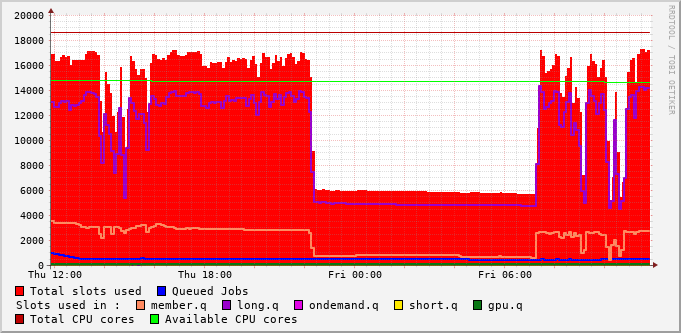 20000
18000
16000
14000
12000
10000
8000
6000
4000
2000
0
Thu 12:00 Thu 18:00 Fri 00:00 Fri 06:00
RRDTOOL / TOBI OETIKER
Total slots used Queued Jobs
Slots used in : member.q long.q ondemand.q short.q gpu.q
Total CPU cores Available CPU cores